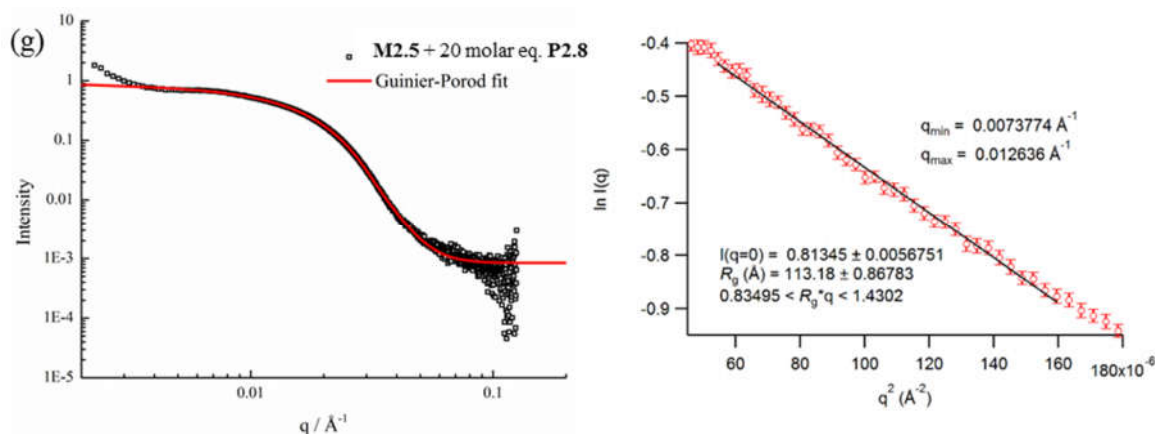 (g)
10
1
0.1
0.01
1E-3
1E-4
1E-5
Intensity
M2.5 + 20 molar eq. P2.8
Guinier-Porod fit
0.01
0.1
q / Å⁻¹
-0.4
-0.5
-0.6
-0.7
-0.8
-0.9
ln I(q)
qmin = 0.0073774 Å⁻¹
qmax = 0.012636 Å⁻¹
I(q=0) = 0.81345 ± 0.0056751
Rg (Å) = 113.18 ± 0.86783
0.83495 < Rg*q < 1.4302
60 80 100 120 140 160 180x10⁻⁶
q² (Å⁻²)